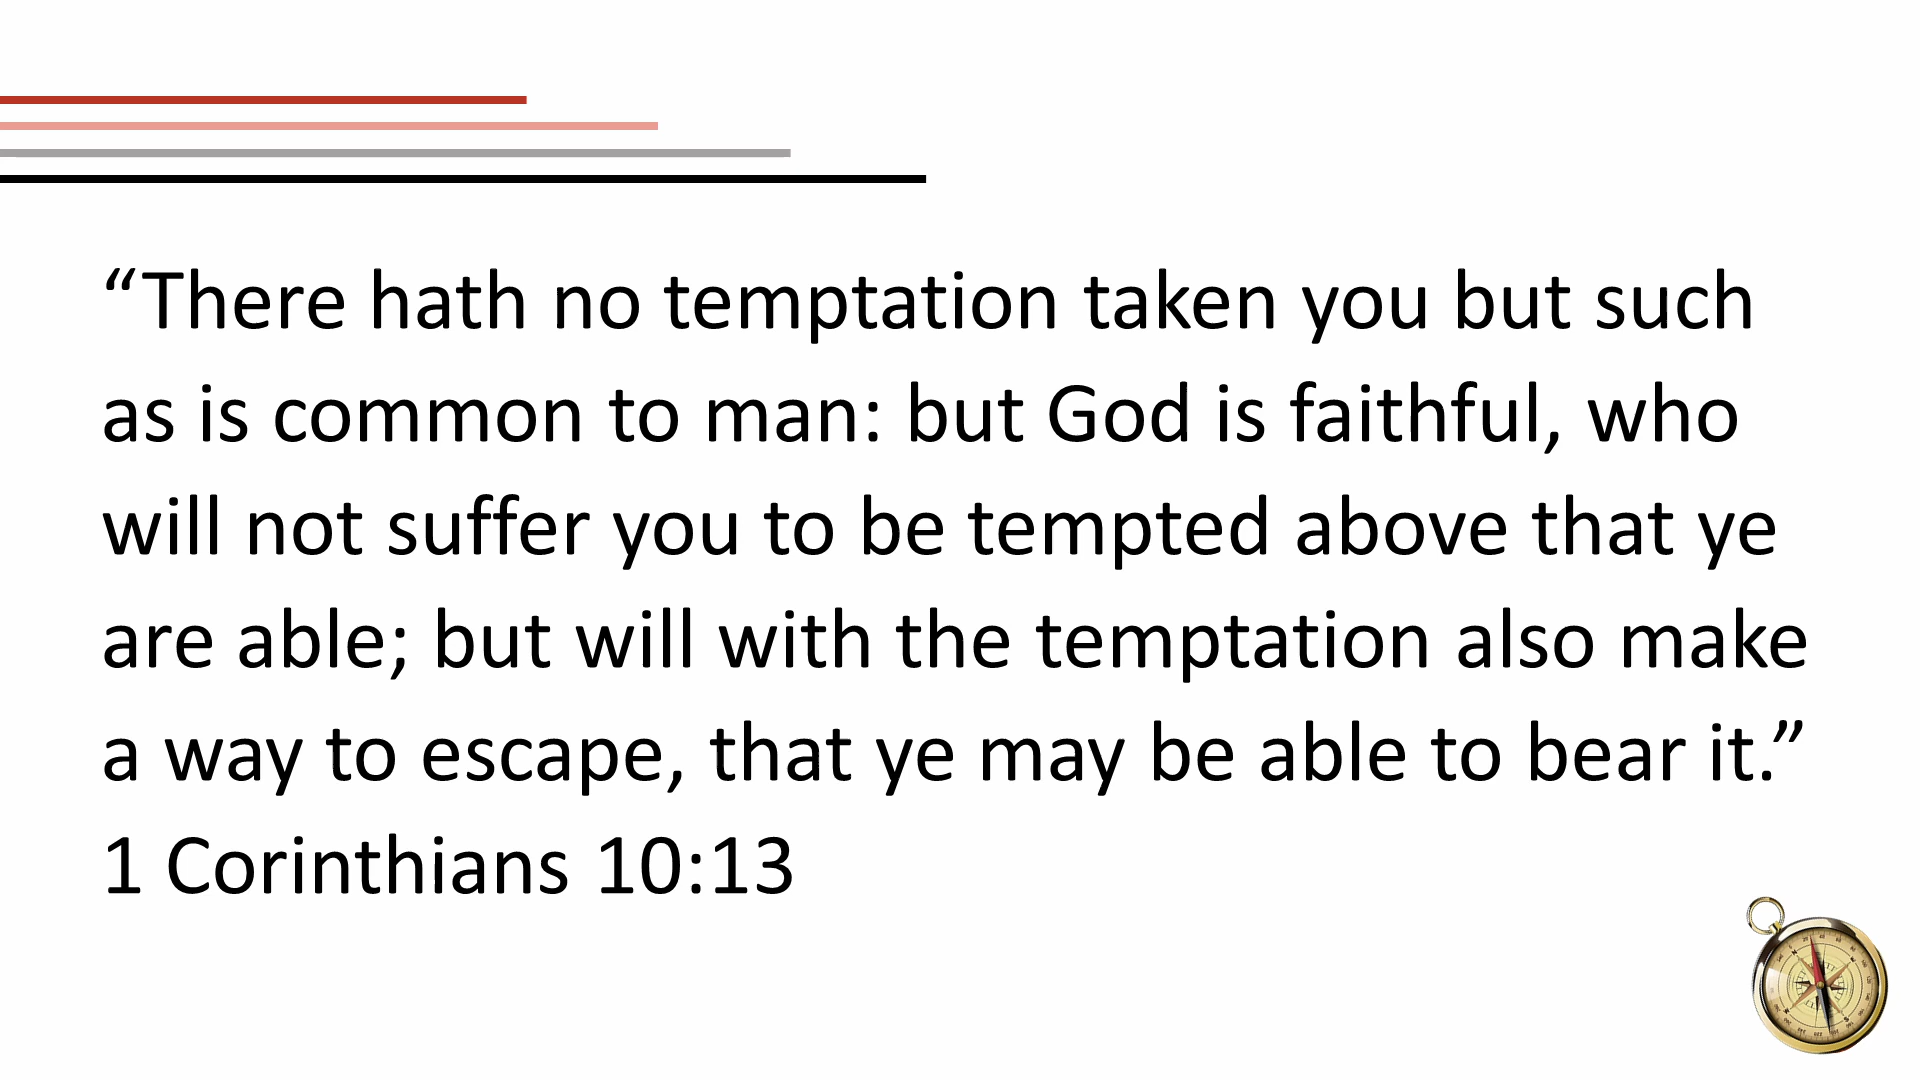 “There hath no temptation taken you but such
as is common to man: but God is faithful, who
will not suffer you to be tempted above that ye
are able; but will with the temptation also make
a way to escape, that ye may be able to bear it.”
1 Corinthians 10:13